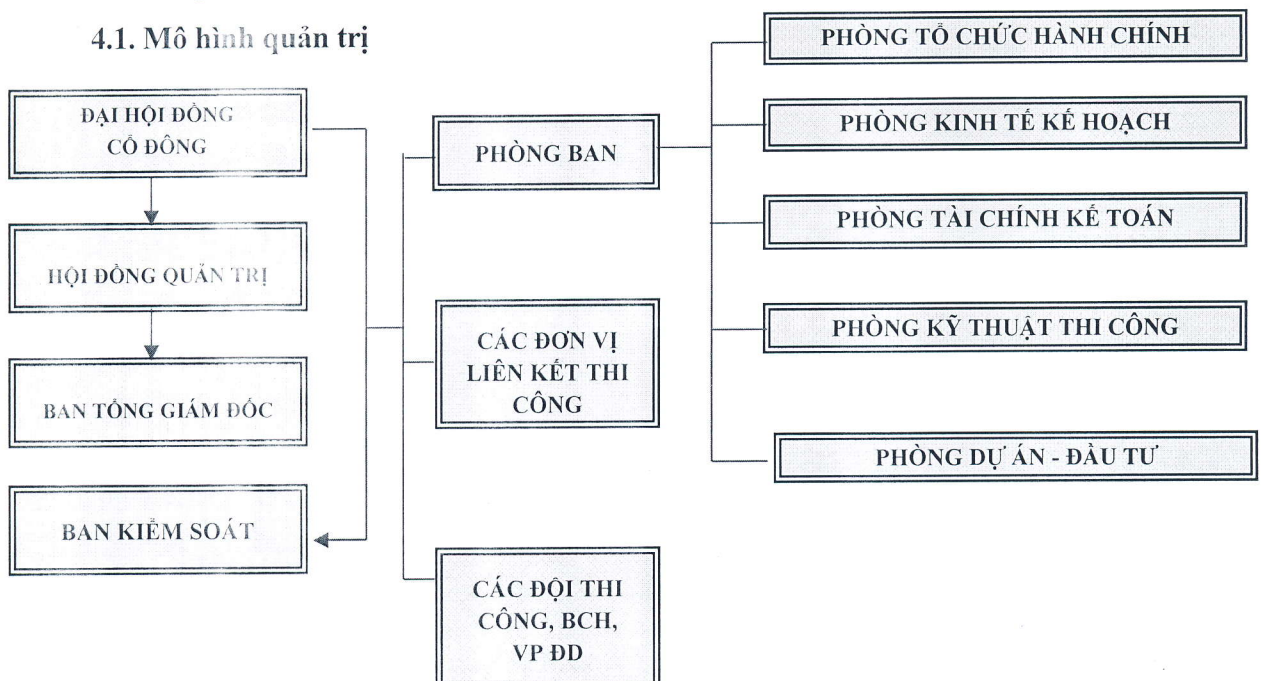 4.1. Mô hình quản trị
ĐẠI HỘI ĐỒNG
CỔ ĐÔNG
HỘI ĐỒNG QUẢN TRỊ
BAN TỔNG GIÁM ĐỐC
BAN KIỂM SOÁT
PHÒNG BAN
CÁC ĐƠN VỊ
LIÊN KẾT THI
CÔNG
CÁC ĐỘI THI
CÔNG, BCH,
VP ĐD
PHÒNG TỔ CHỨC HÀNH CHÍNH
PHÒNG KINH TẾ KẾ HOẠCH
PHÒNG TÀI CHÍNH KẾ TOÁN
PHÒNG KỸ THUẬT THI CÔNG
PHÒNG DỰ ÁN - ĐẦU TƯ